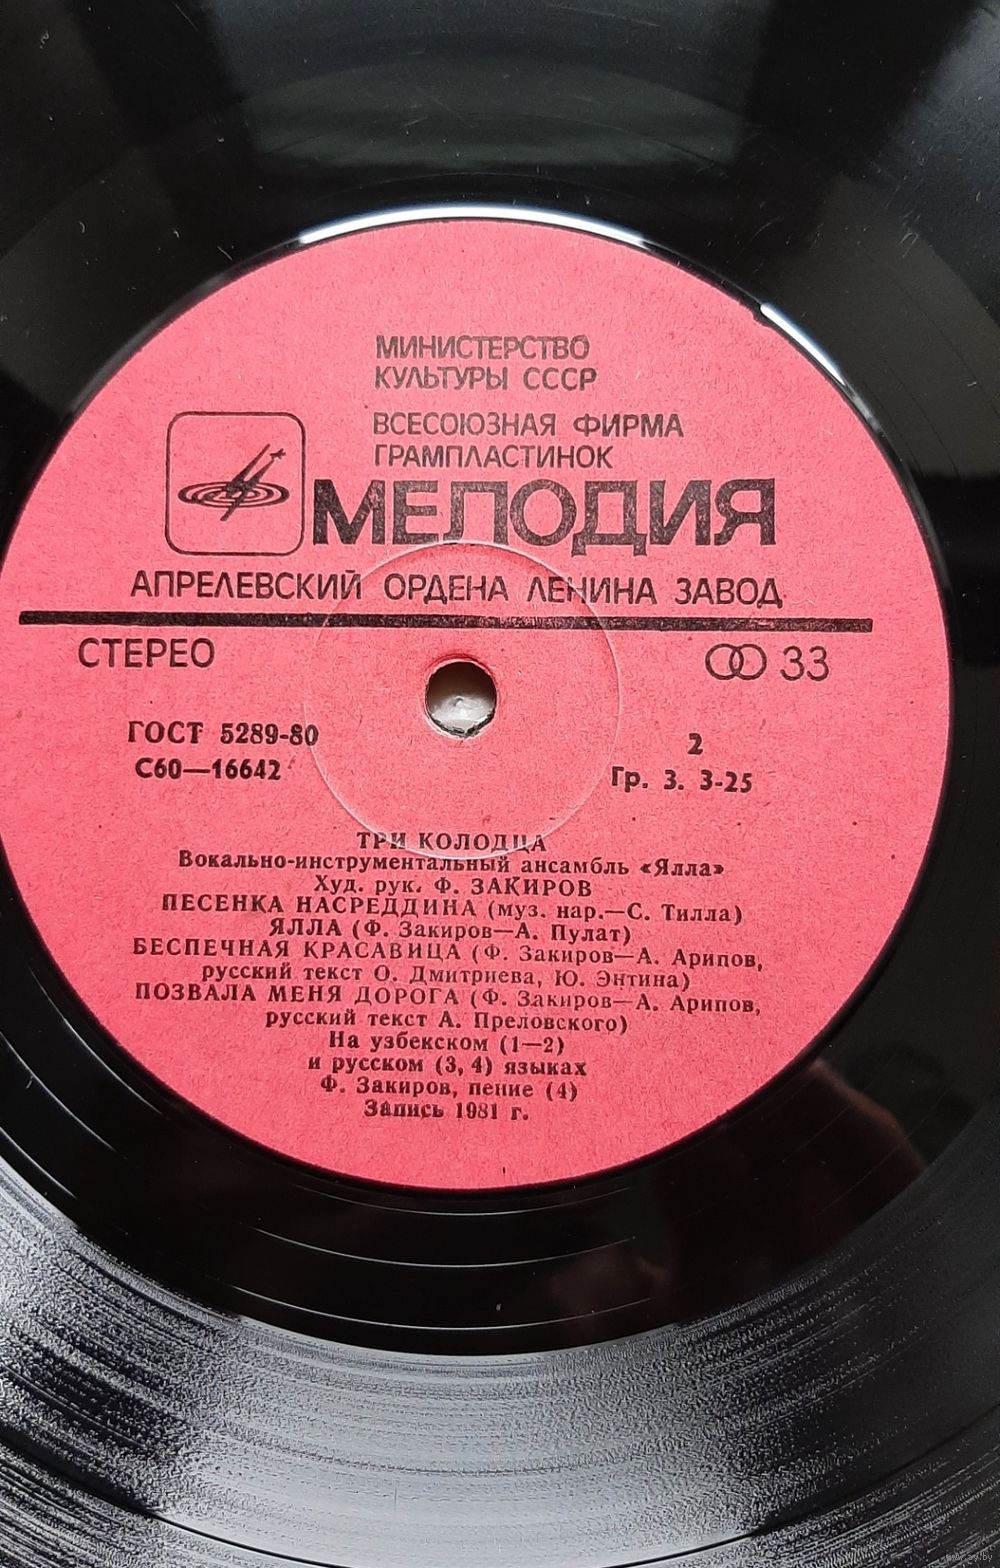 МИНИСТЕРСТВО
КУЛЬТУРЫ СССР
ВСЕСОЮЗНАЯ ФИРМА
ГРАМПЛАСТИНОК
МЕЛОДИЯ
АПРЕЛЕВСКИЙ ОРДЕНА ЛЕНИНА ЗАВОД
СТЕРЕО
33
ГОСТ 5289-80
2
С60—16642
Гр. 3. 3-25
ТРИ КОЛОДЦА
Вокально-инструментальный ансамбль «Ялла»
Худ. рук. Ф. ЗАКИРОВ
ПЕСЕНКА НАСРЕДДИНА (муз. нар.—С. Тилла)
ЯЛЛА (Ф. Закиров—А. Пулат)
БЕСПЕЧНАЯ КРАСАВИЦА (Ф. Закиров—А. Арипов,
русский текст О. Дмитриева, Ю. Энтина)
ПОЗВАЛА МЕНЯ ДОРОГА (Ф. Закиров—А. Арипов,
русский текст А. Преловского)
На узбекском (1—2)
и русском (3, 4) языках
Ф. Закиров, пение (4)
Запись 1981 г.